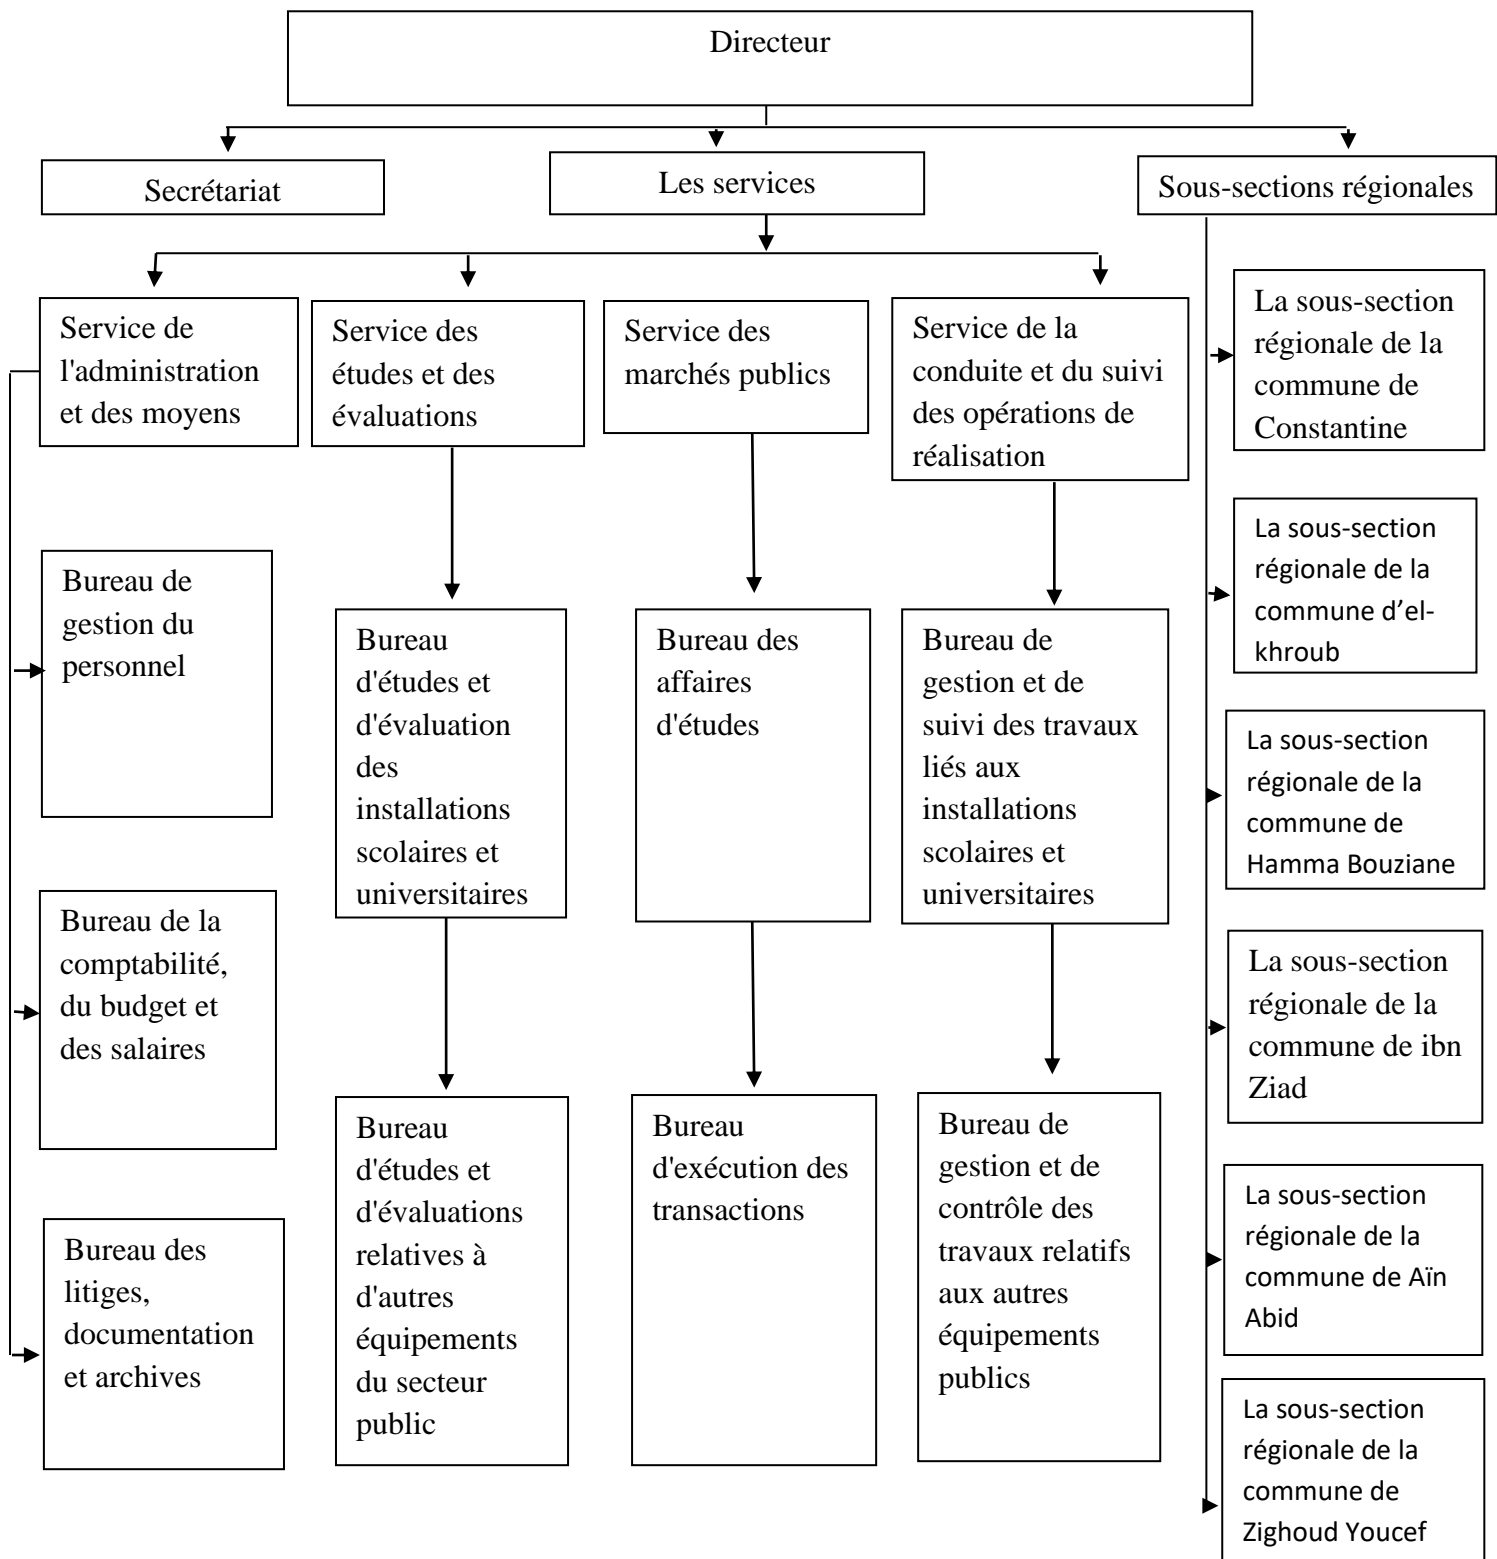 Directeur
Secrétariat
Les services
Sous-sections régionales
Service de
l'administration
et des moyens
Service des
études et des
évaluations
Service des
marchés publics
Service de la
conduite et du suivi
des opérations de
réalisation
La sous-section
régionale de la
commune de
Constantine
Bureau de
gestion du
personnel
Bureau
d'études et
d'évaluation
des
installations
scolaires et
universitaires
Bureau des
affaires
d'études
Bureau de
gestion et de
suivi des travaux
liés aux
installations
scolaires et
universitaires
La sous-section
régionale de la
commune d’el-
khroub
La sous-section
régionale de la
commune de
Hamma Bouziane
Bureau de la
comptabilité,
du budget et
des salaires
La sous-section
régionale de la
commune de ibn
Ziad
Bureau des
litiges,
documentation
et archives
Bureau
d'études et
d'évaluations
relatives à
d'autres
équipements
du secteur
public
Bureau
d'exécution des
transactions
Bureau de
gestion et de
contrôle des
travaux relatifs
aux autres
équipements
publics
La sous-section
régionale de la
commune de Aïn
Abid
La sous-section
régionale de la
commune de
Zighoud Youcef